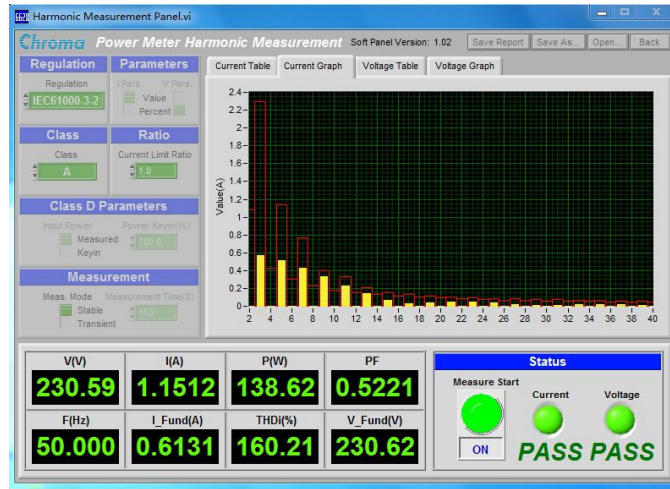 662B Harmonic Measurement Panel.vi
Chroma Power Meter Harmonic Measurement Soft Panel Version: 1.02 Save Report Save As... Open... Back
Regulation Parameters
Regulation I Para. V Para.
IEC61000-3-2 Value
Percent
Class Ratio
Class Current Limit Ratio
A 1.0
Class D Parameters
Input Power Power Keyin(W)
Measured 100.0
Keyin
Measurement
Meas. Mode Measurement Time(S)
Stable 150
Transient
Current Table Current Graph Voltage Table Voltage Graph
Value(A)
2.4
2.2
2
1.8
1.6
1.4
1.2
1
0.8
0.6
0.4
0.2
0
2 4 6 8 10 12 14 16 18 20 22 24 26 28 30 32 34 36 38 40
V(V) I(A) P(W) PF
230.59 1.1512 138.62 0.5221
F(Hz) I_Fund(A) THDi(%) V_Fund(V)
50.000 0.6131 160.21 230.62
Status
Measure Start Current Voltage
ON PASS PASS